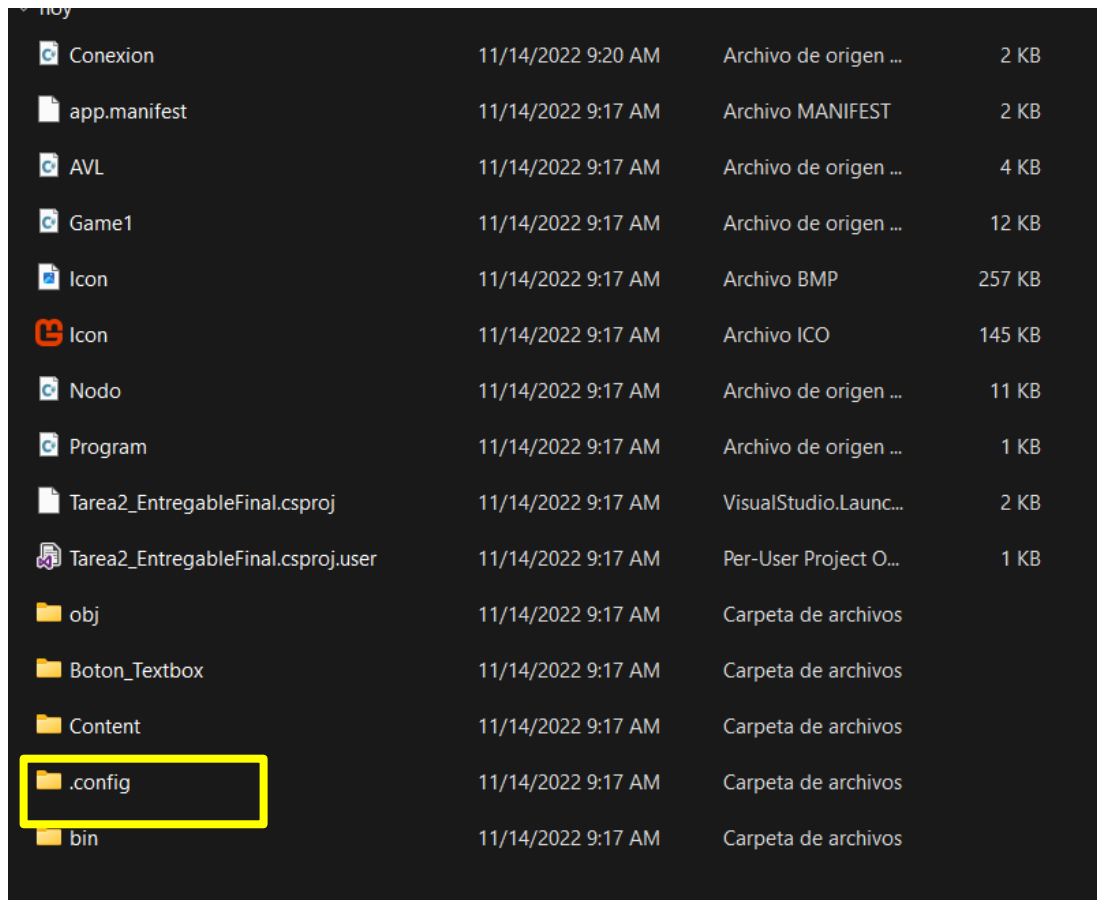 hoy
Conexion 11/14/2022 9:20 AM Archivo de origen ... 2 KB
app.manifest 11/14/2022 9:17 AM Archivo MANIFEST 2 KB
AVL 11/14/2022 9:17 AM Archivo de origen ... 4 KB
Game1 11/14/2022 9:17 AM Archivo de origen ... 12 KB
Icon 11/14/2022 9:17 AM Archivo BMP 257 KB
Icon 11/14/2022 9:17 AM Archivo ICO 145 KB
Nodo 11/14/2022 9:17 AM Archivo de origen ... 11 KB
Program 11/14/2022 9:17 AM Archivo de origen ... 1 KB
Tarea2_EntregableFinal.csproj 11/14/2022 9:17 AM VisualStudio.Launc... 2 KB
Tarea2_EntregableFinal.csproj.user 11/14/2022 9:17 AM Per-User Project O... 1 KB
obj 11/14/2022 9:17 AM Carpeta de archivos
Boton_Textbox 11/14/2022 9:17 AM Carpeta de archivos
Content 11/14/2022 9:17 AM Carpeta de archivos
.config 11/14/2022 9:17 AM Carpeta de archivos
bin 11/14/2022 9:17 AM Carpeta de archivos